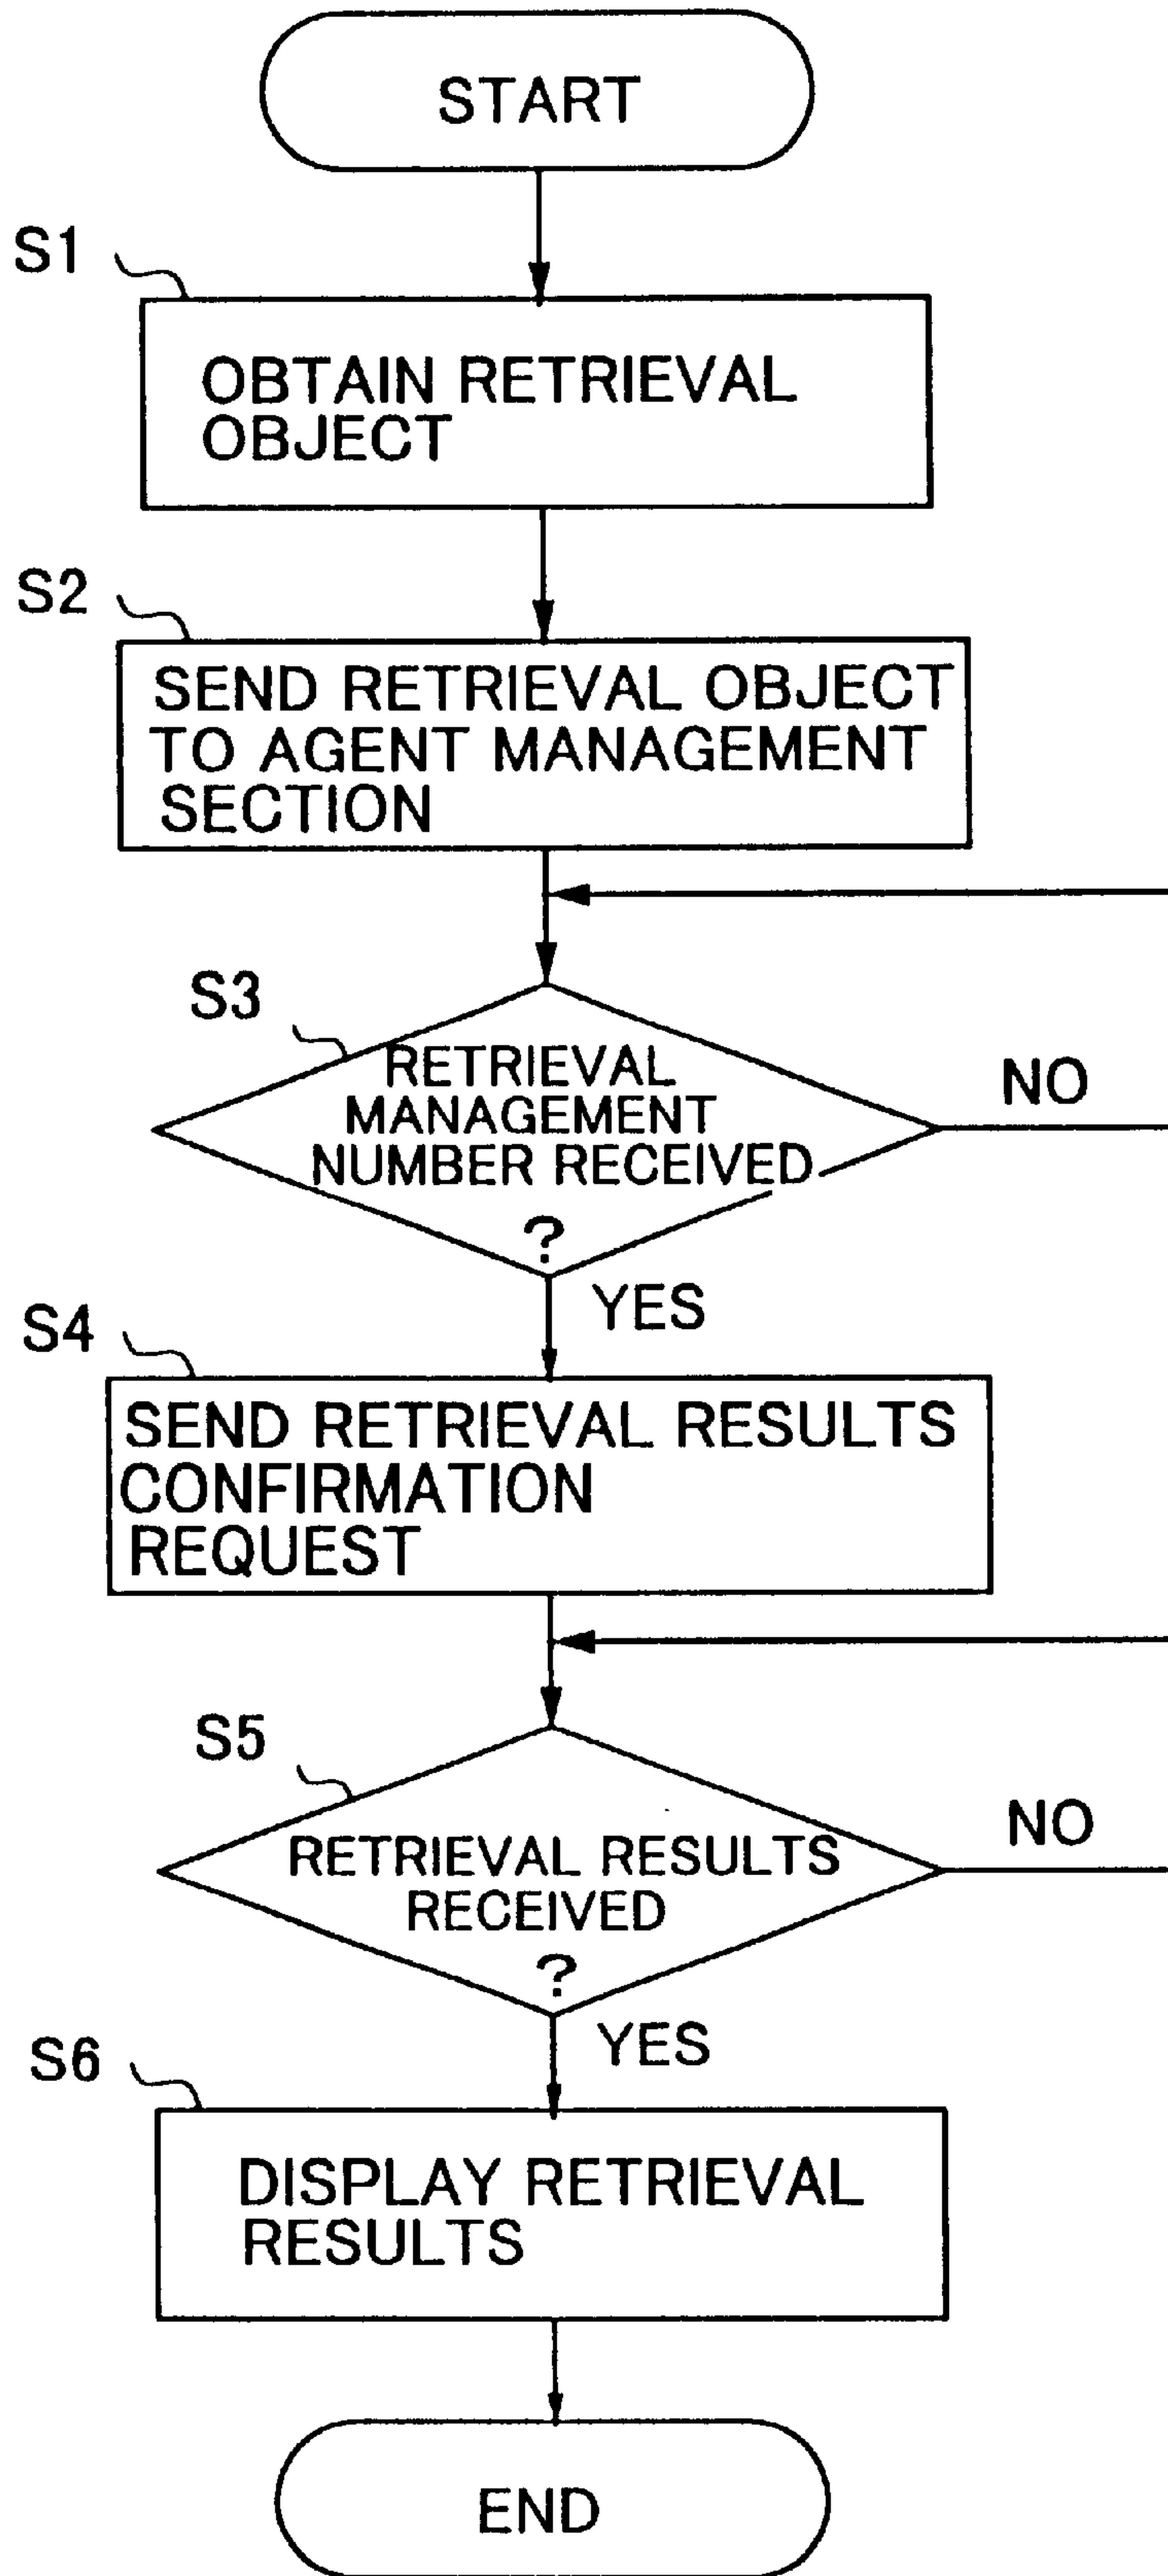 START
S1
OBTAIN RETRIEVAL
OBJECT
S2
SEND RETRIEVAL OBJECT
TO AGENT MANAGEMENT
SECTION
S3
RETRIEVAL
MANAGEMENT
NUMBER RECEIVED
?
NO
YES
S4
SEND RETRIEVAL RESULTS
CONFIRMATION
REQUEST
S5
RETRIEVAL RESULTS
RECEIVED
?
NO
YES
S6
DISPLAY RETRIEVAL
RESULTS
END